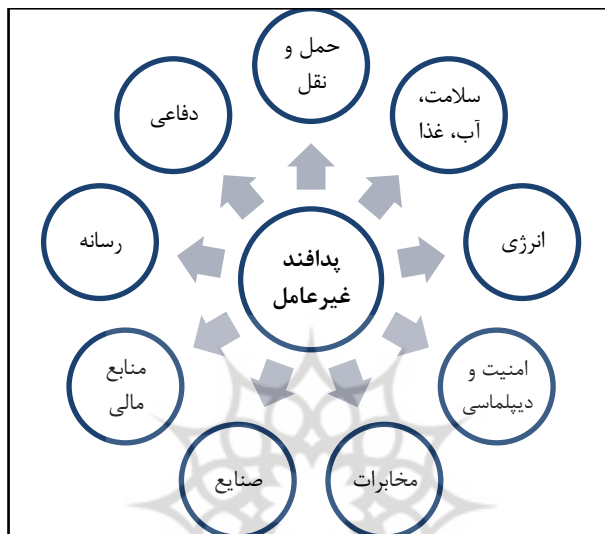 حمل و
نقل
سلامت،
آب، غذا
انرژی
امنیت و
دیپلماسی
مخابرات
صنایع
منابع
مالی
رسانه
دفاعی
پدافند
غیرعامل